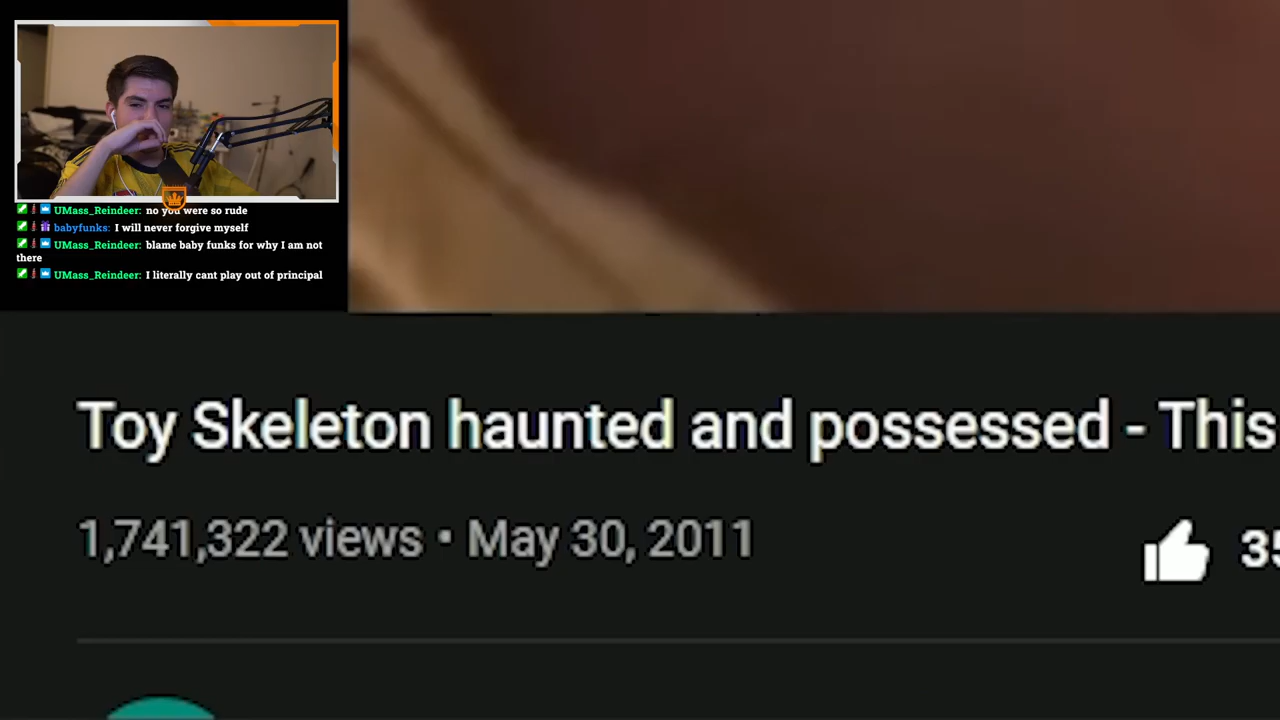 UMass_Reindeer: no you were so rude
babyfunks: I will never forgive myself
UMass_Reindeer: blame baby funks for why I am not
there
UMass_Reindeer: I literally cant play out of principal
Toy Skeleton haunted and possessed - This
1,741,322 views • May 30, 2011
35